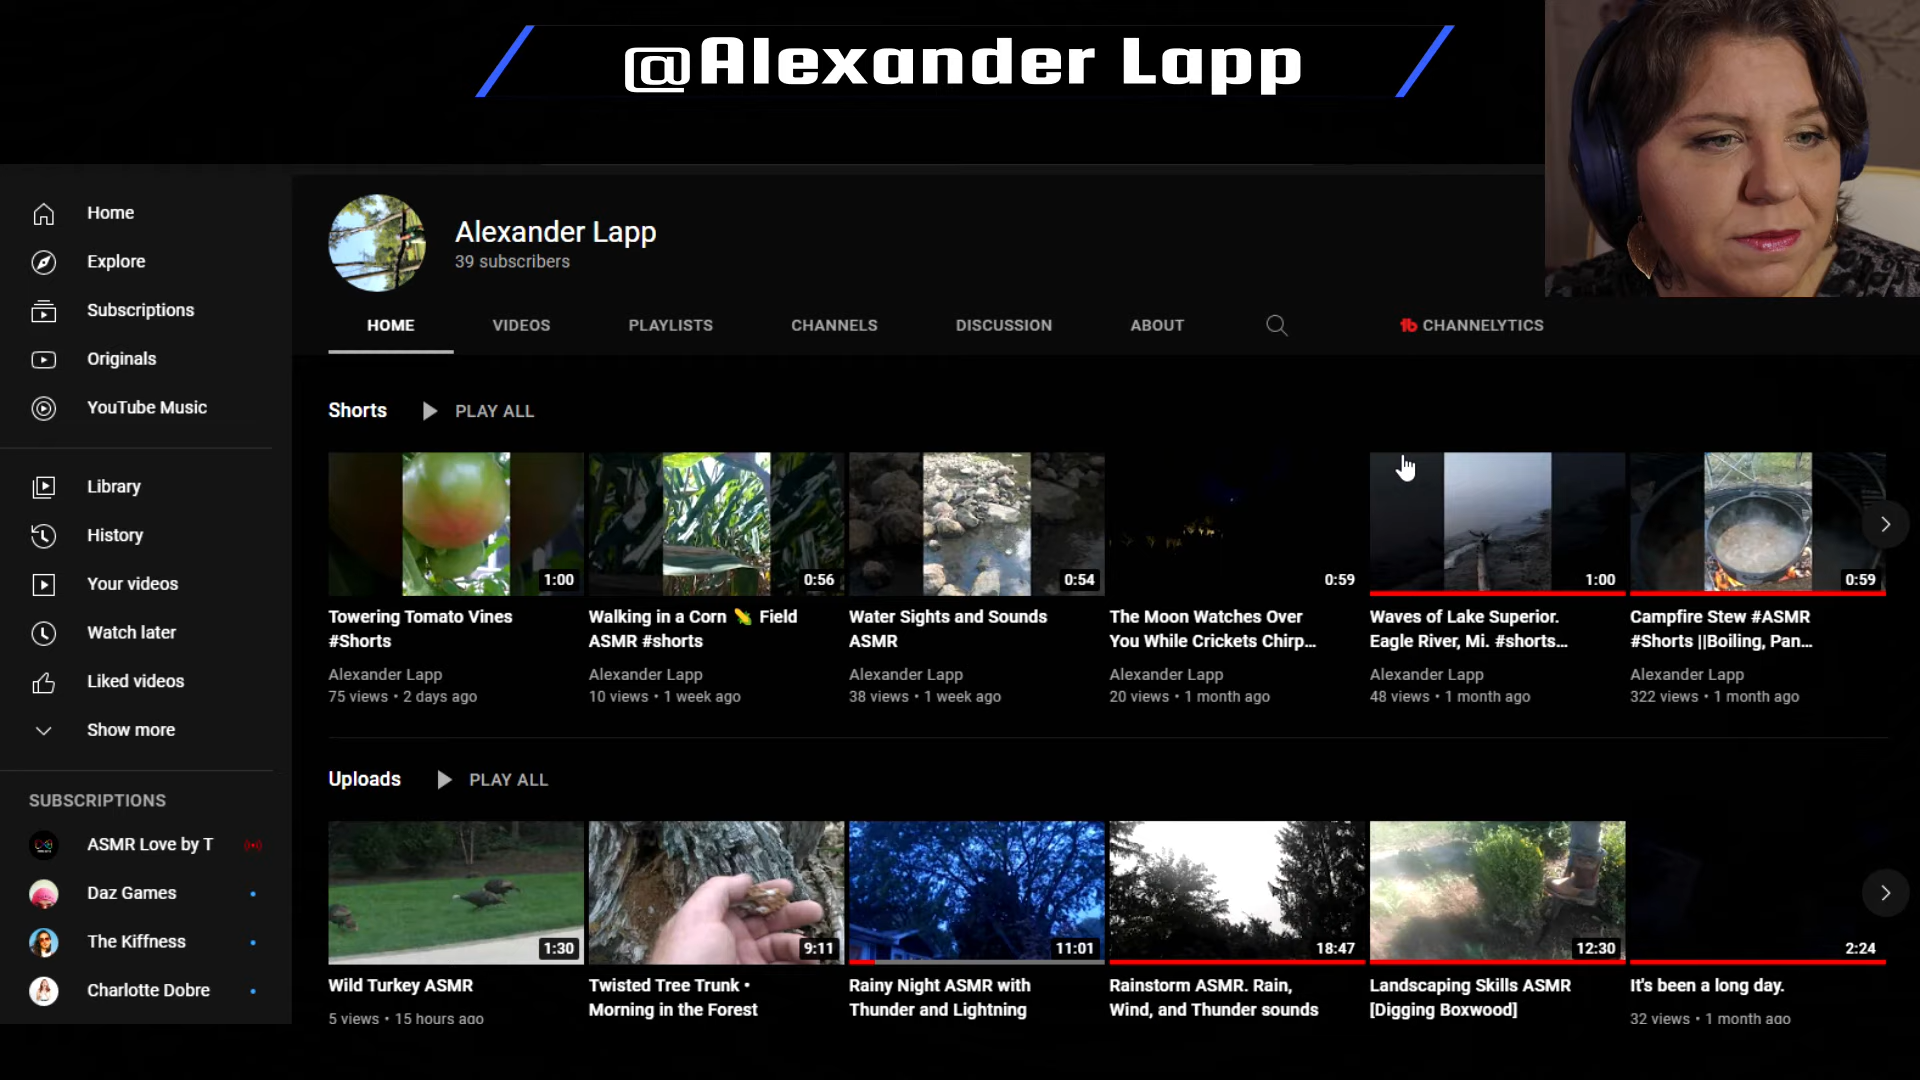 @Alexander Lapp
Home
Explore
Subscriptions
Originals
YouTube Music
Library
History
Your videos
Watch later
Liked videos
Show more
SUBSCRIPTIONS
ASMR Love by T
Daz Games
The Kiffness
Charlotte Dobre
Alexander Lapp
39 subscribers
HOME VIDEOS PLAYLISTS CHANNELS DISCUSSION ABOUT tb CHANNELYTICS
Shorts PLAY ALL
1:00
Towering Tomato Vines
#Shorts
Alexander Lapp
75 views • 2 days ago
0:56
Walking in a Corn 🌽 Field
ASMR #shorts
Alexander Lapp
10 views • 1 week ago
0:54
Water Sights and Sounds
ASMR
Alexander Lapp
38 views • 1 week ago
0:59
The Moon Watches Over
You While Crickets Chirp...
Alexander Lapp
20 views • 1 month ago
1:00
Waves of Lake Superior.
Eagle River, Mi. #shorts...
Alexander Lapp
48 views • 1 month ago
0:59
Campfire Stew #ASMR
#Shorts ||Boiling, Pan...
Alexander Lapp
322 views • 1 month ago
Uploads PLAY ALL
1:30
Wild Turkey ASMR
5 views • 15 hours ago
9:11
Twisted Tree Trunk •
Morning in the Forest
11:01
Rainy Night ASMR with
Thunder and Lightning
18:47
Rainstorm ASMR. Rain,
Wind, and Thunder sounds
12:30
Landscaping Skills ASMR
[Digging Boxwood]
2:24
It's been a long day.
32 views • 1 month ago